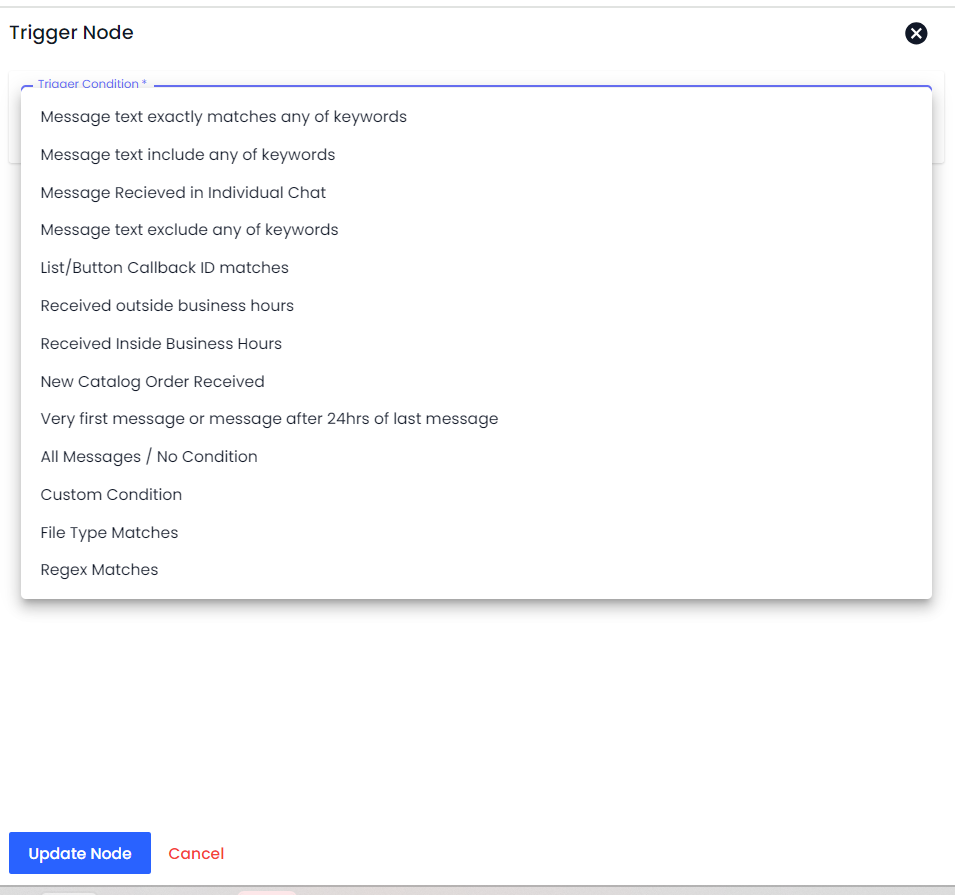 Trigger Node
Trigger Condition *
Message text exactly matches any of keywords
Message text include any of keywords
Message Recieved in Individual Chat
Message text exclude any of keywords
List/Button Callback ID matches
Received outside business hours
Received Inside Business Hours
New Catalog Order Received
Very first message or message after 24hrs of last message
All Messages / No Condition
Custom Condition
File Type Matches
Regex Matches
Update Node
Cancel